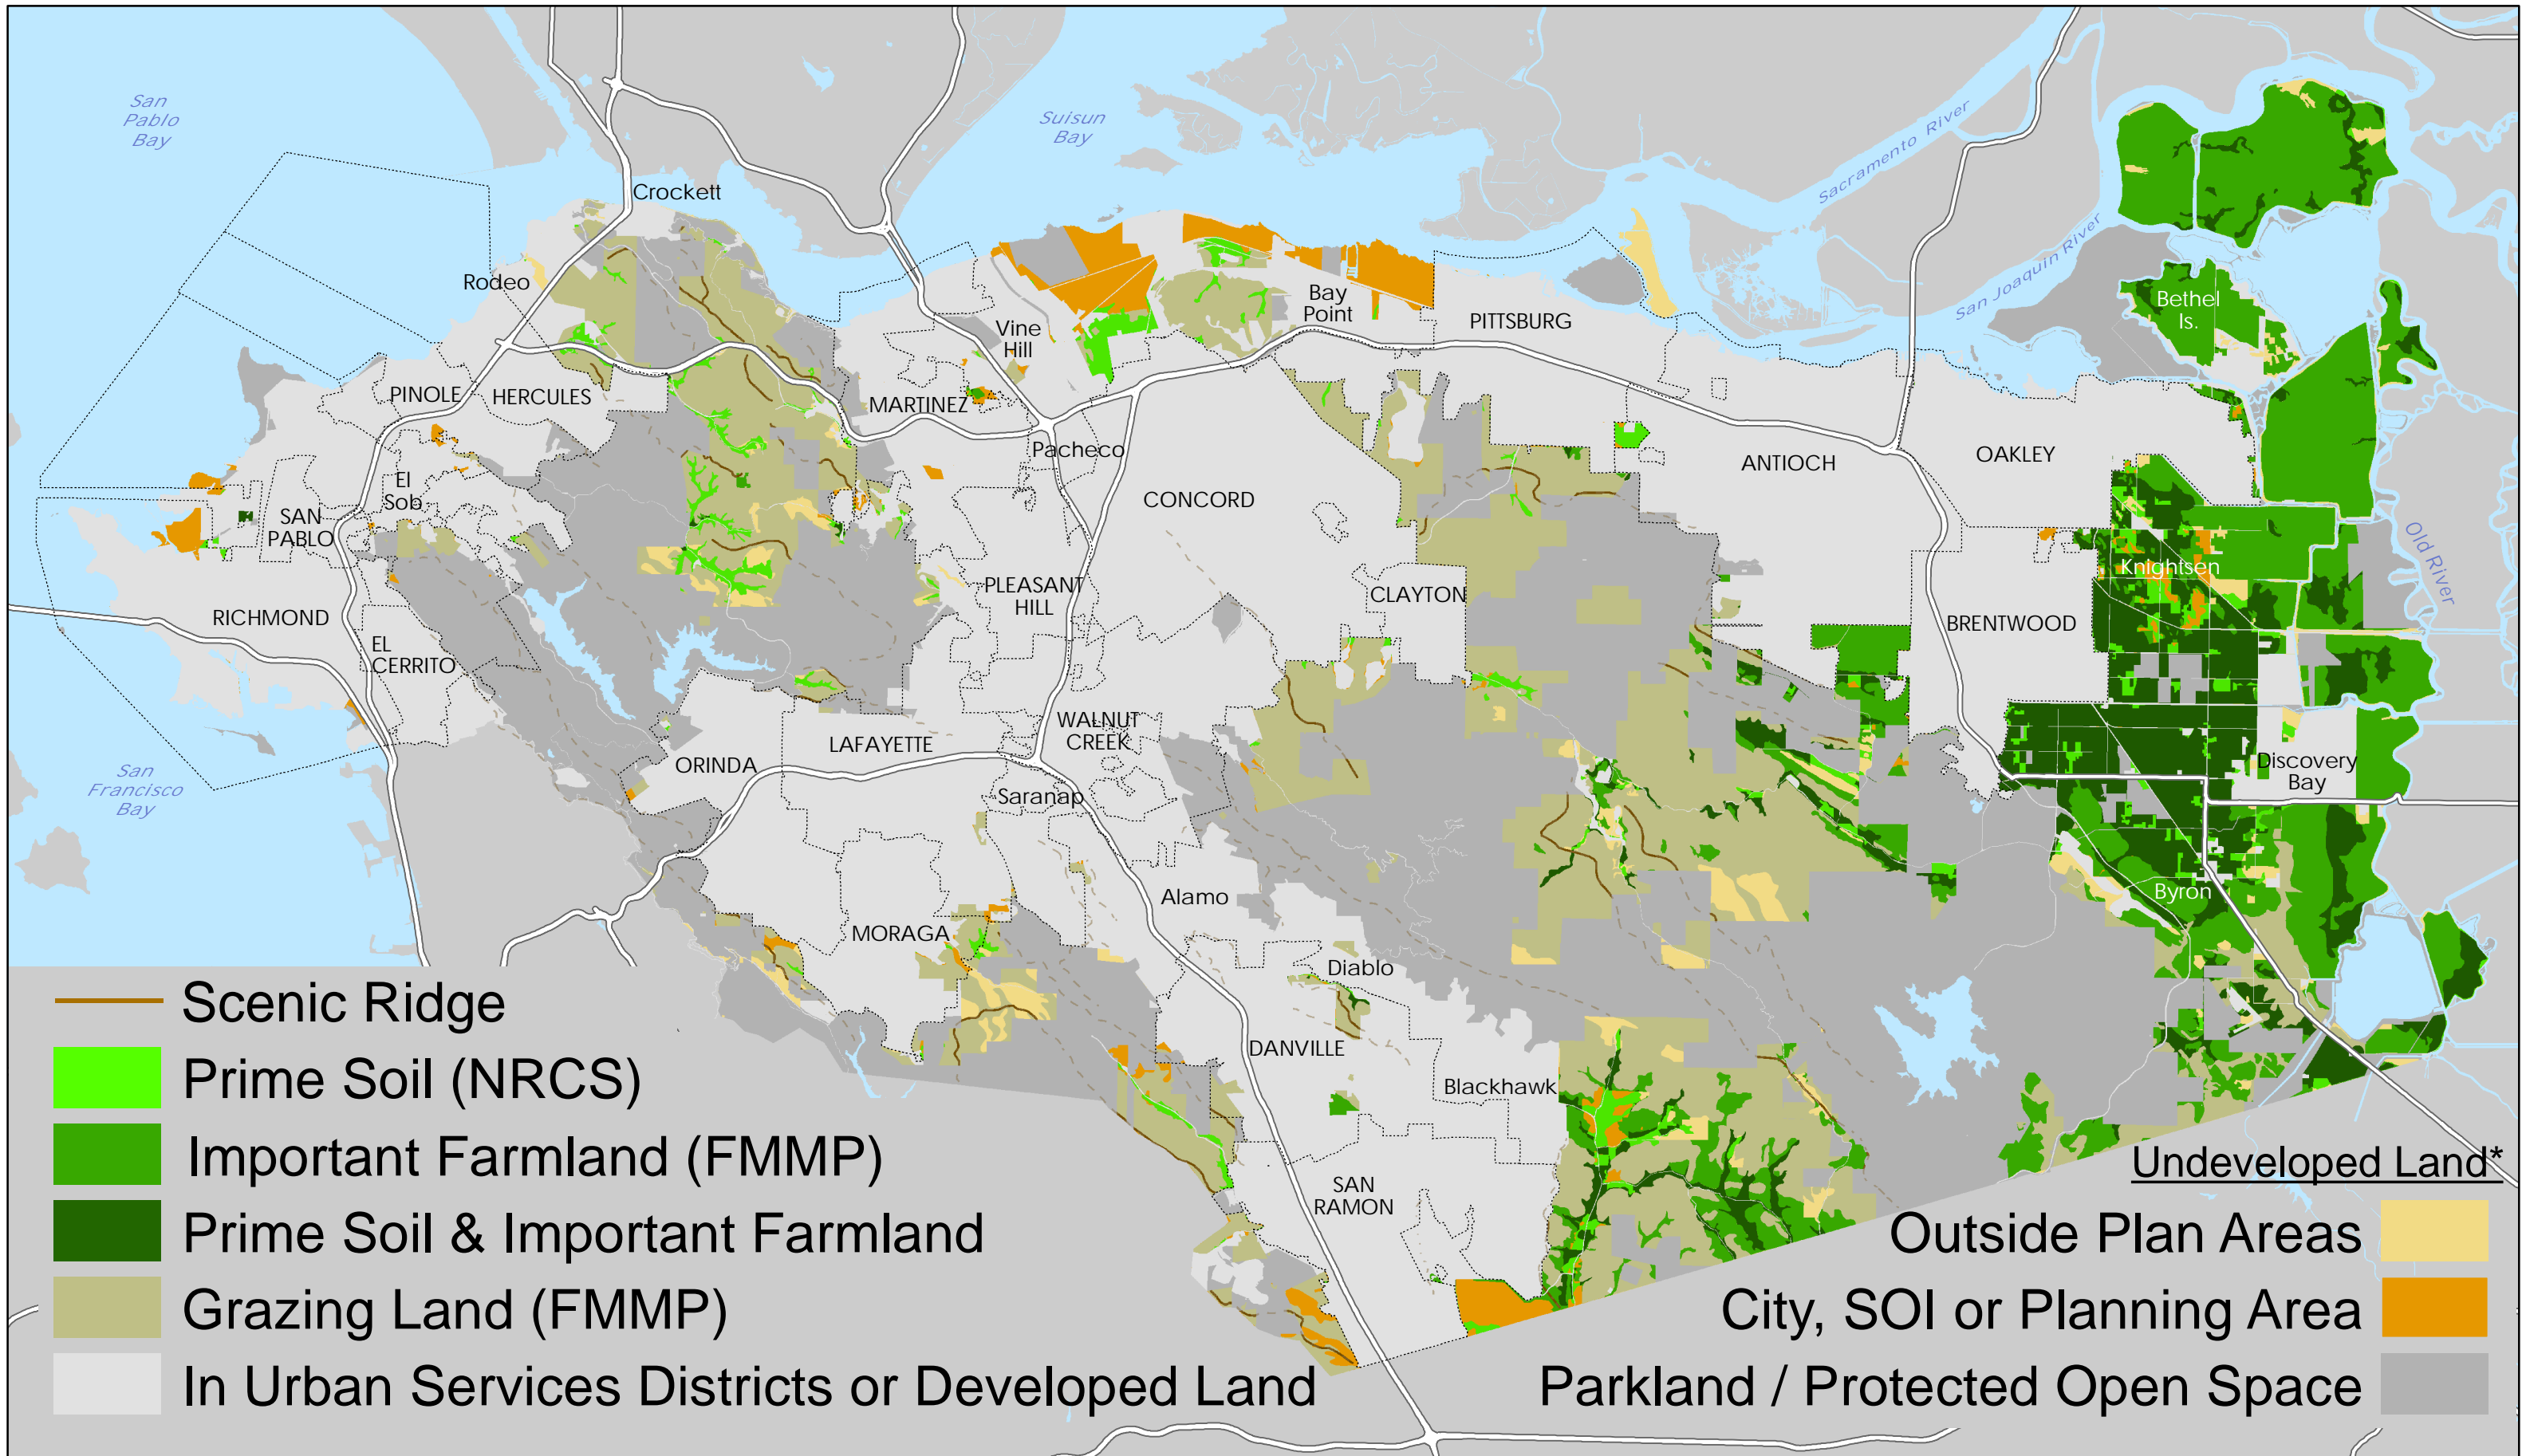 San
Pablo
Bay
Suisun
Bay
Sacramento River
San Joaquin River
Crockett
Rodeo
Bethel
Is.
Vine
Hill
Bay
Point
PITTSBURG
PINOLE
HERCULES
MARTINEZ
Pacheco
ANTIOCH
OAKLEY
El
Sob
CONCORD
SAN
PABLO
Old River
Knightsen
PLEASANT
HILL
CLAYTON
RICHMOND
BRENTWOOD
EL
CERRITO
WALNUT
CREEK
LAFAYETTE
ORINDA
San
Francisco
Bay
Discovery
Bay
Saranap
Alamo
Byron
MORAGA
Diablo
DANVILLE
Blackhawk
SAN
RAMON
Scenic Ridge
Prime Soil (NRCS)
Important Farmland (FMMP)
Prime Soil & Important Farmland
Grazing Land (FMMP)
In Urban Services Districts or Developed Land
Undeveloped Land*
Outside Plan Areas
City, SOI or Planning Area
Parkland / Protected Open Space